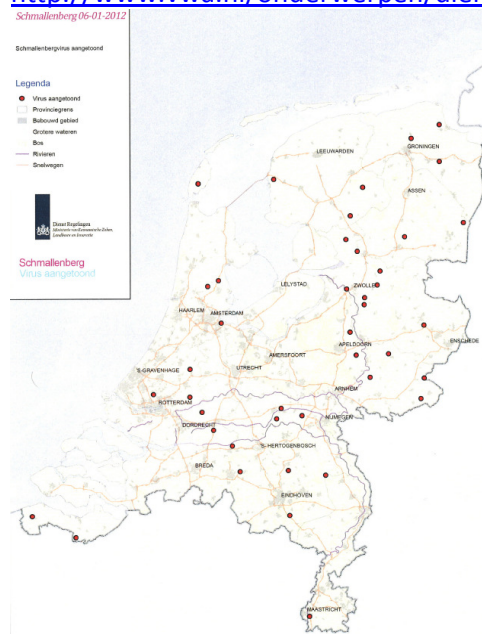 Schmallenberg 06-01-2012
Schmallenbergvirus aangetoond
Legenda
Virus aangetoond
Provinciegrens
Bebouwd gebied
Grotere wateren
Bos
Rivieren
Snelwegen
Dienst Regelingen
Schmallenberg
Virus aangetoond
GRONINGEN
LEEUWARDEN
ASSEN
LELYSTAD
ZWOLLE
HAARLEM
AMSTERDAM
ENSCHEDE
APELDOORN
AMERSFOORT
'S-GRAVENHAGE
UTRECHT
ARNHEM
ROTTERDAM
NIJMEGEN
DORDRECHT
'S-HERTOGENBOSCH
BREDA
EINDHOVEN
MAASTRICHT